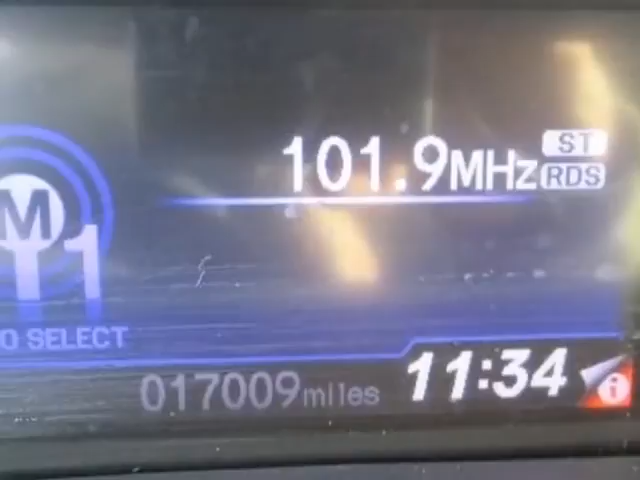 101.9MHz ST
RDS
M
1
O SELECT
017009miles 11:34 i